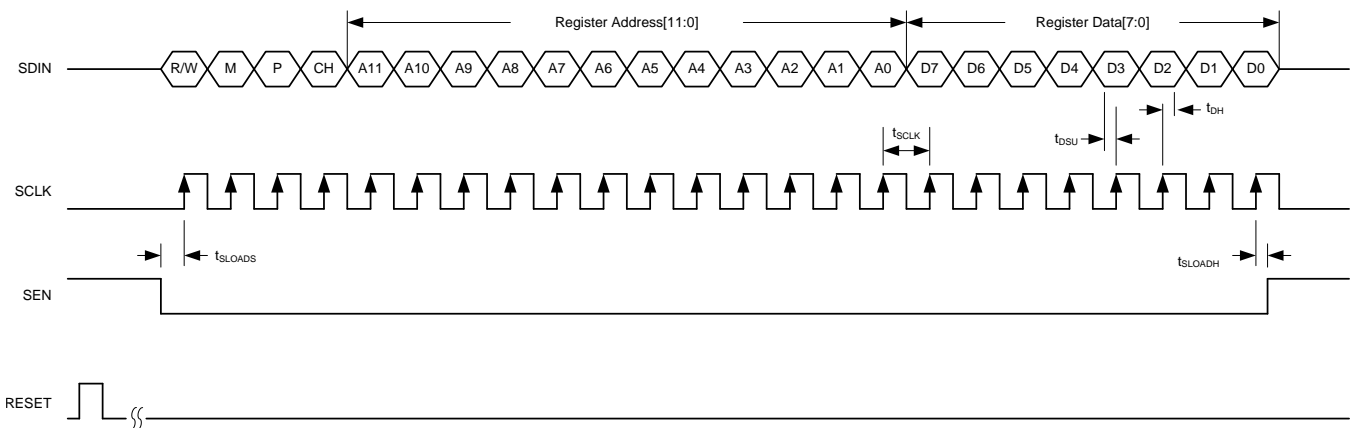 Register Address[11:0] Register Data[7:0]
SDIN R/W M P CH A11 A10 A9 A8 A7 A6 A5 A4 A3 A2 A1 A0 D7 D6 D5 D4 D3 D2 D1 D0
tDH
tSCLK tDSU
SCLK
tSLOADS tSLOADH
SEN
RESET